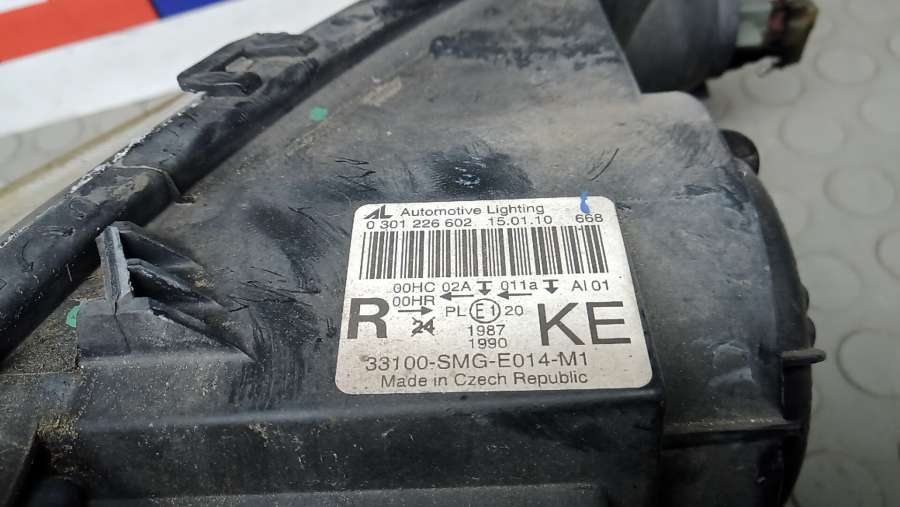 AL Automotive Lighting
0 301 226 602 15.01.10 668
00HC 02A 011a AI 01
00HR
R 24 PL E1 20 KE
1987
1990
33100-SMG-E014-M1
Made in Czech Republic